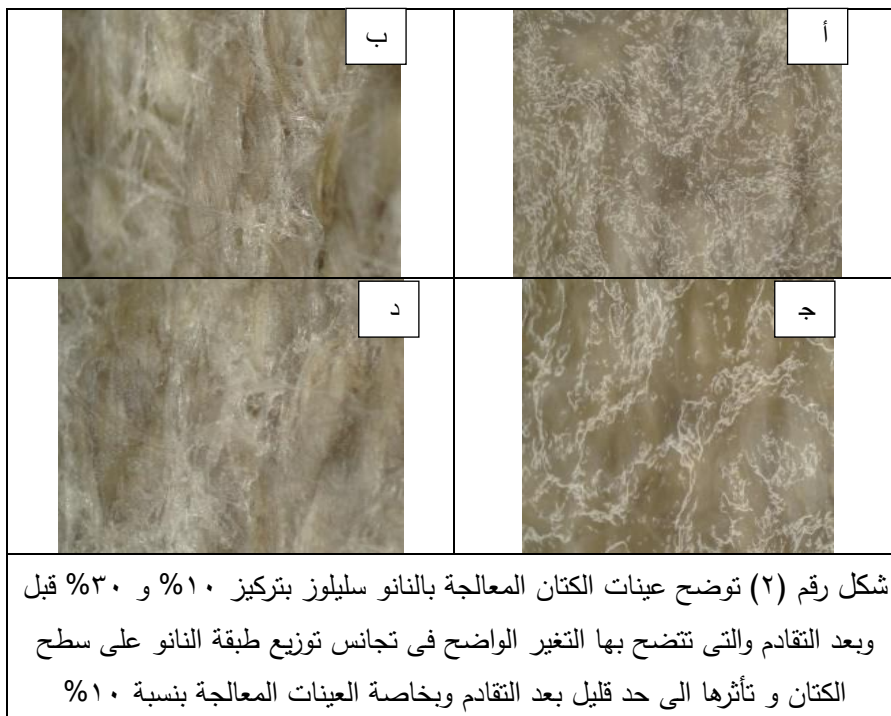 أ
ب
ج
د
شكل رقم (٢) توضح عينات الكتان المعالجة بالنانو سليلوز بتركيز ١٠% و ٣٠% قبل
وبعد التقادم والتى تتضح بها التغير الواضح فى تجانس توزيع طبقة النانو على سطح
الكتان و تأثرها الى حد قليل بعد التقادم وبخاصة العينات المعالجة بنسبة ١٠%